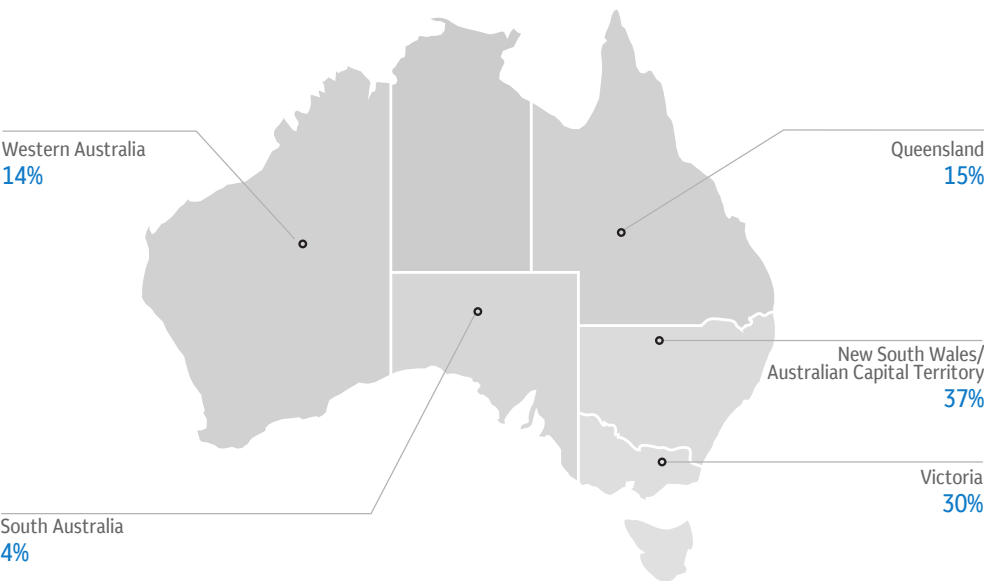 Western Australia
14%
Queensland
15%
New South Wales/
Australian Capital Territory
37%
Victoria
30%
South Australia
4%